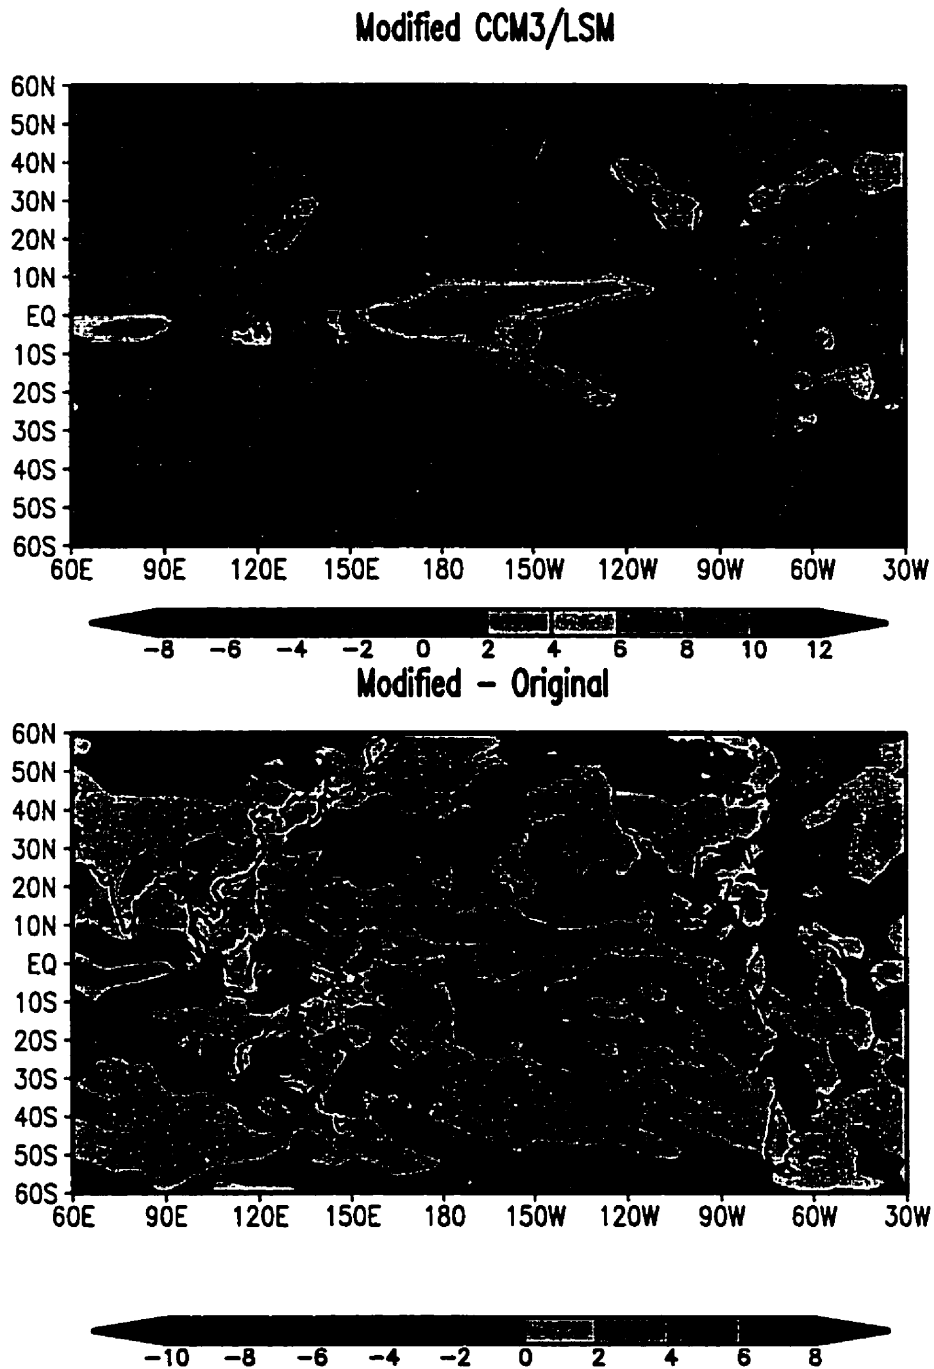 Modified CCM3/LSM
60N
50N
40N
30N
20N
10N
EQ
10S
20S
30S
40S
50S
60S
60E 90E 120E 150E 180 150W 120W 90W 60W 30W
-8 -6 -4 -2 0 2 4 6 8 10 12
Modified - Original
60N
50N
40N
30N
20N
10N
EQ
10S
20S
30S
40S
50S
60S
60E 90E 120E 150E 180 150W 120W 90W 60W 30W
-10 -8 -6 -4 -2 0 2 4 6 8